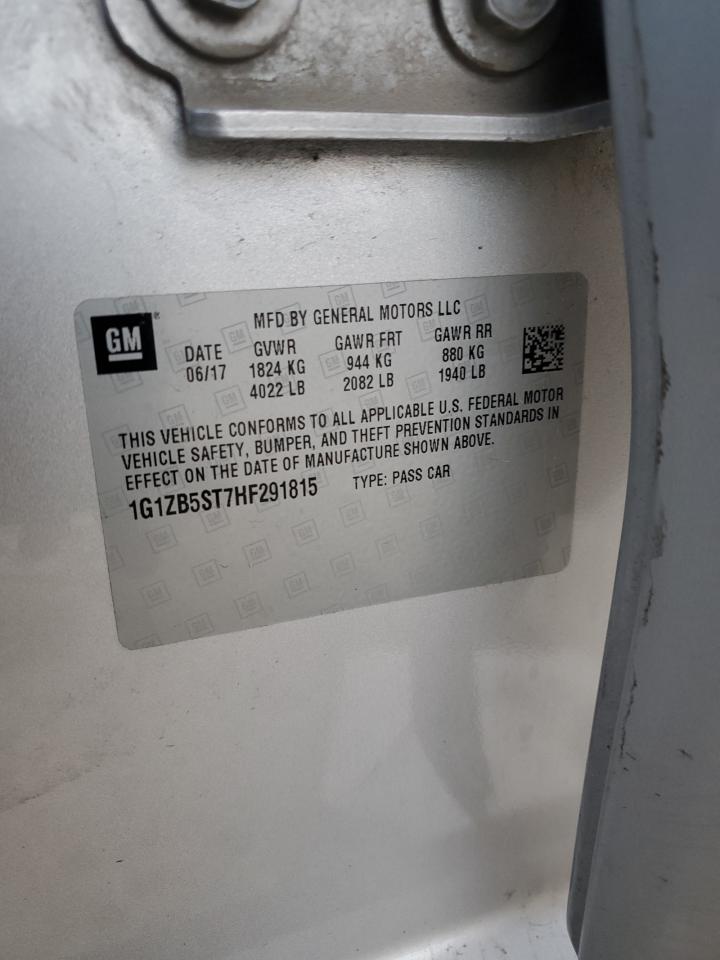 GM
MFD BY GENERAL MOTORS LLC
DATE GVWR GAWR FRT GAWR RR
06/17 1824 KG 944 KG 880 KG
4022 LB 2082 LB 1940 LB
THIS VEHICLE CONFORMS TO ALL APPLICABLE U.S. FEDERAL MOTOR
VEHICLE SAFETY, BUMPER, AND THEFT PREVENTION STANDARDS IN
EFFECT ON THE DATE OF MANUFACTURE SHOWN ABOVE.
1G1ZB5ST7HF291815 TYPE: PASS CAR